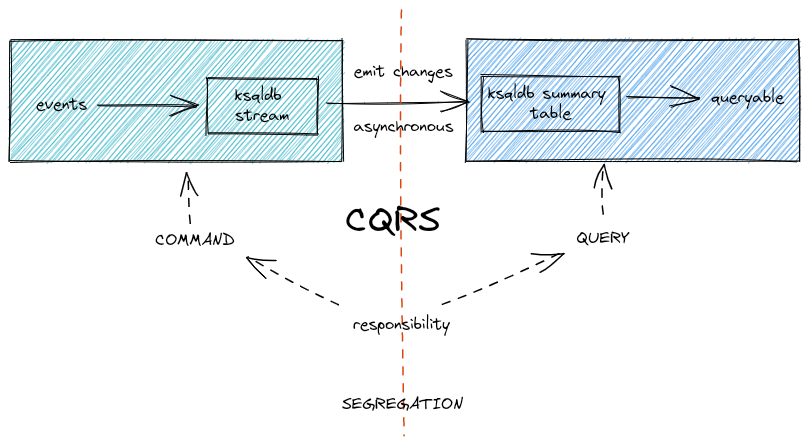 emit changes
events
ksqldb
stream
ksqldb summary
table
queryable
asynchronous
CQRS
COMMAND
QUERY
responsibility
SEGREGATION